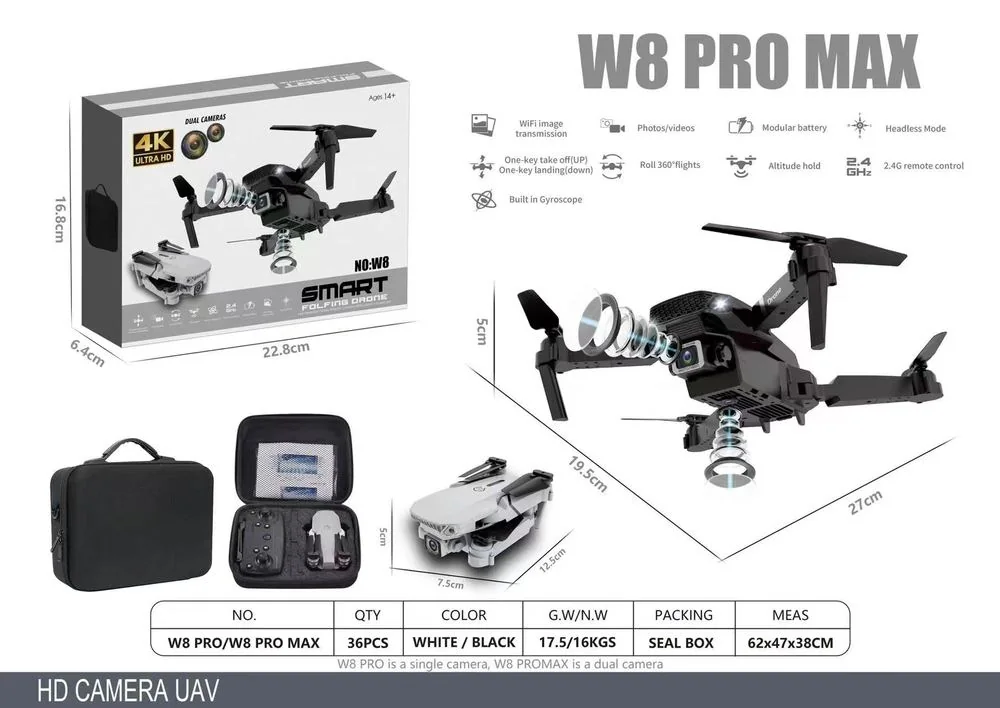 W8 PRO MAX
WiFi image
transmission
Photos/videos
Modular battery
Headless Mode
One-key take off(UP)
One-key landing(down)
Roll 360°flights
Altitude hold
2.4
GHz
2.4G remote control
Built in Gyroscope
SMART
Ages 14+
4K
ULTRA HD
DUAL CAMERAS
NO:W8
SMART
FOLFING DRONE
2.4
GHz
16.8cm
6.4cm
22.8cm
Drone
5cm
19.5cm
27cm
5cm
7.5cm
12.5cm
NO.
QTY
COLOR
G.W/N.W
PACKING
MEAS
W8 PRO/W8 PRO MAX
36PCS
WHITE / BLACK
17.5/16KGS
SEAL BOX
62x47x38CM
W8 PRO is a single camera, W8 PROMAX is a dual camera
HD CAMERA UAV